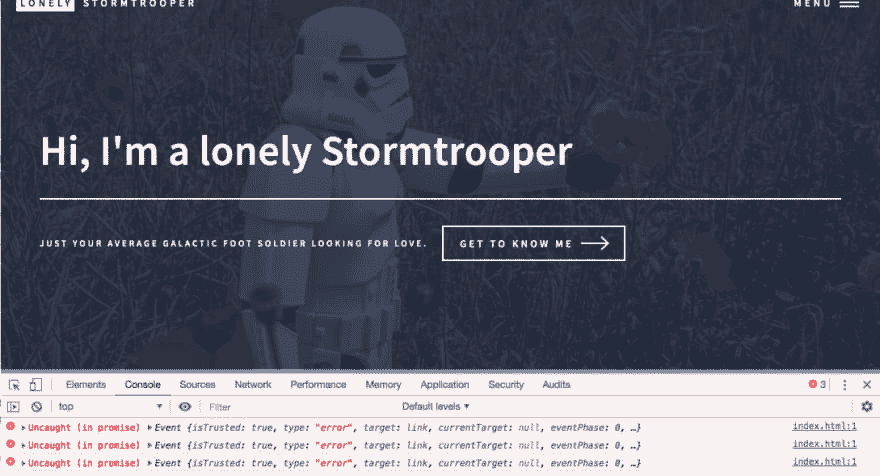 LONELY STORMTROOPER MENU
Hi, I'm a lonely Stormtrooper
JUST YOUR AVERAGE GALACTIC FOOT SOLDIER LOOKING FOR LOVE. GET TO KNOW ME
Elements Console Sources Network Performance Memory Application Security Audits 3
top Filter Default levels
Uncaught (in promise) Event {isTrusted: true, type: "error", target: link, currentTarget: null, eventPhase: 0, …} index.html:1
Uncaught (in promise) Event {isTrusted: true, type: "error", target: link, currentTarget: null, eventPhase: 0, …} index.html:1
Uncaught (in promise) Event {isTrusted: true, type: "error", target: link, currentTarget: null, eventPhase: 0, …} index.html:1